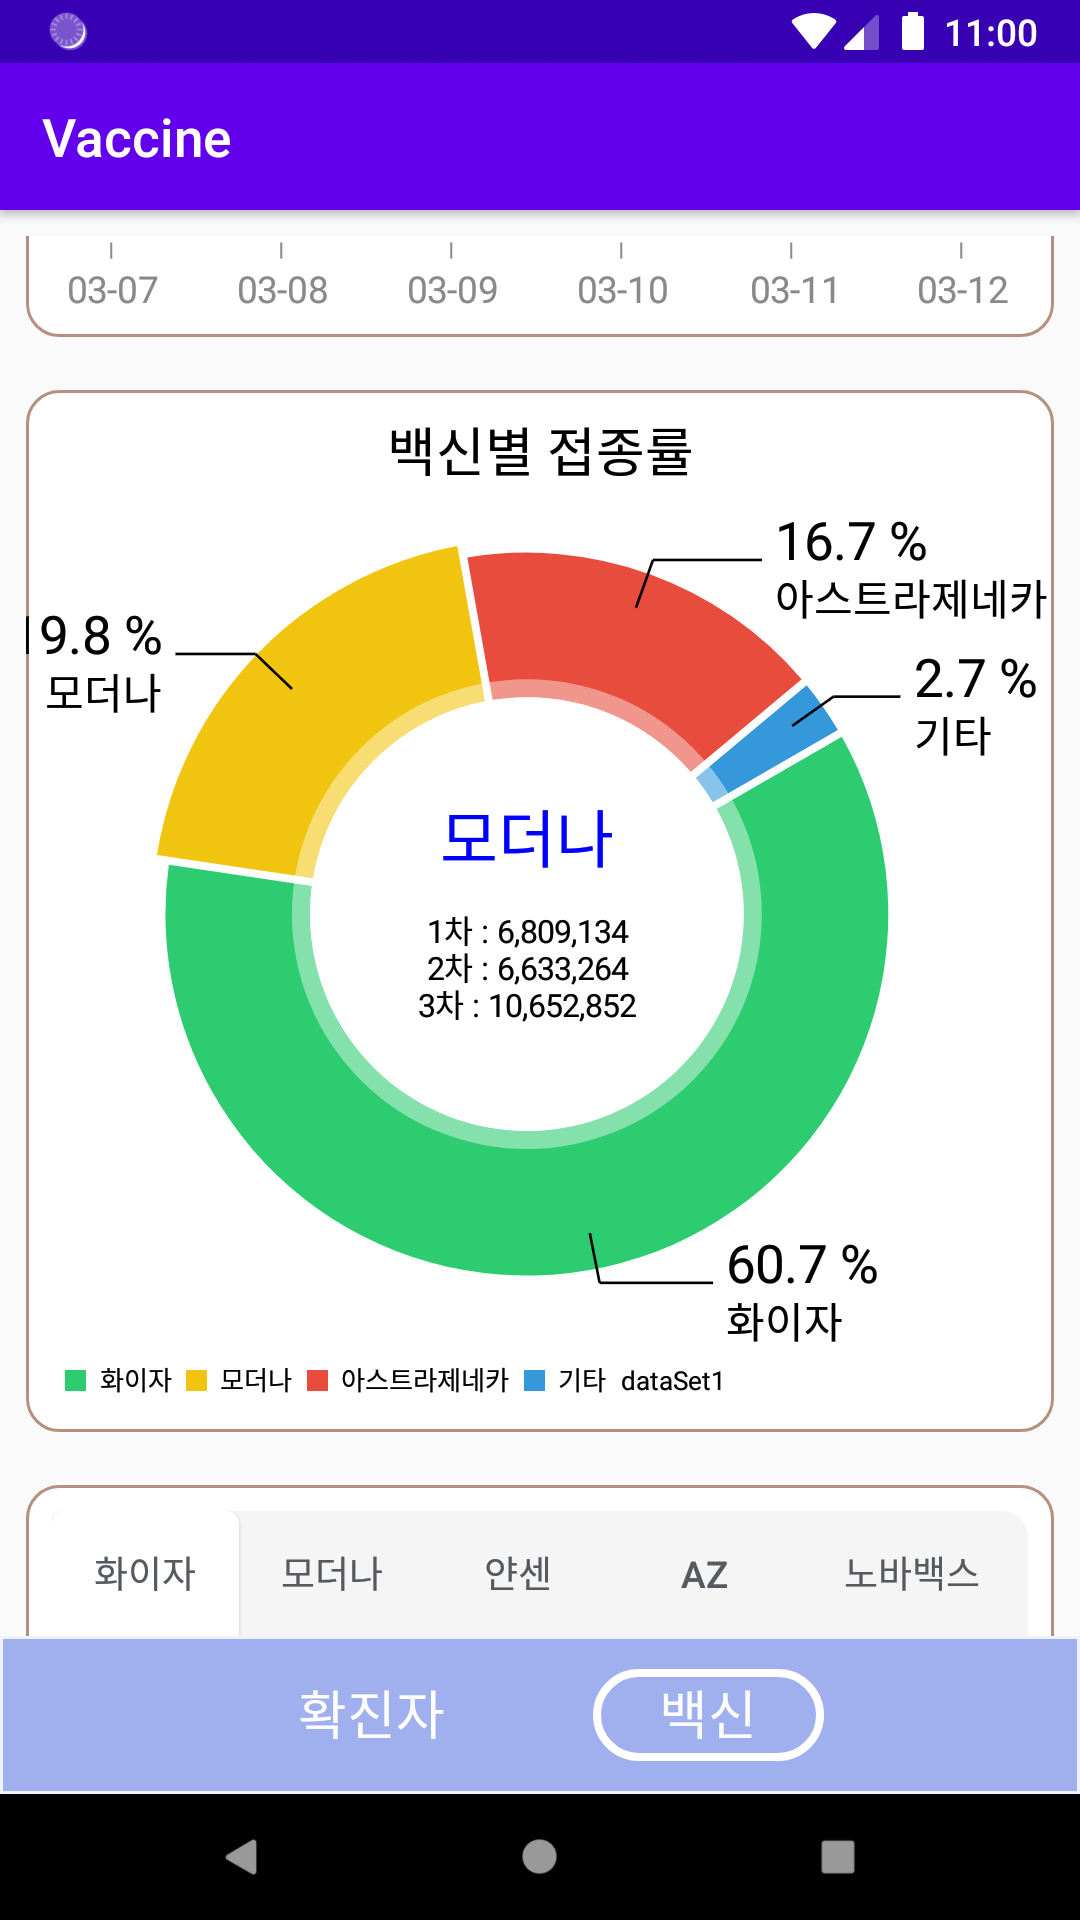 11:00
Vaccine
03-07 03-08 03-09 03-10 03-11 03-12
백신별 접종률
16.7 %
아스트라제네카
19.8 %
모더나
2.7 %
기타
모더나
1차 : 6,809,134
2차 : 6,633,264
3차 : 10,652,852
60.7 %
화이자
화이자 모더나 아스트라제네카 기타 dataSet1
화이자 모더나 얀센 AZ 노바백스
확진자 백신